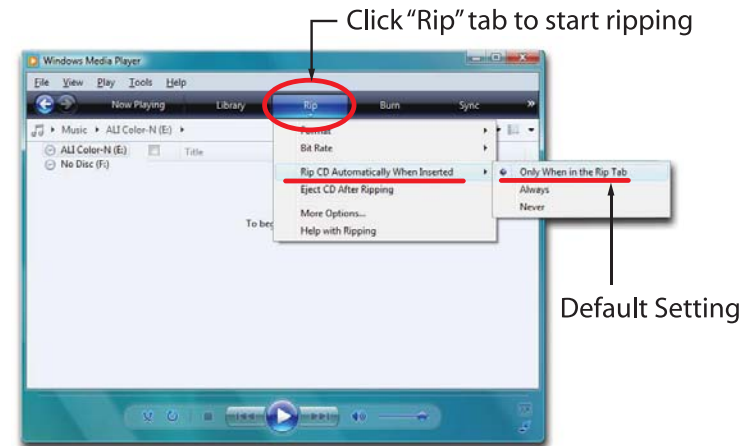 Click “Rip” tab to start ripping
Windows Media Player
File View Play Tools Help
Now Playing Library Rip Burn Sync »
Music ALI Color-N (E:)
Format
ALI Color-N (E:) Title
Bit Rate
No Disc (F:)
Rip CD Automatically When Inserted Only When in the Rip Tab
Eject CD After Ripping Always
Never
More Options...
To beg
Help with Ripping
Default Setting